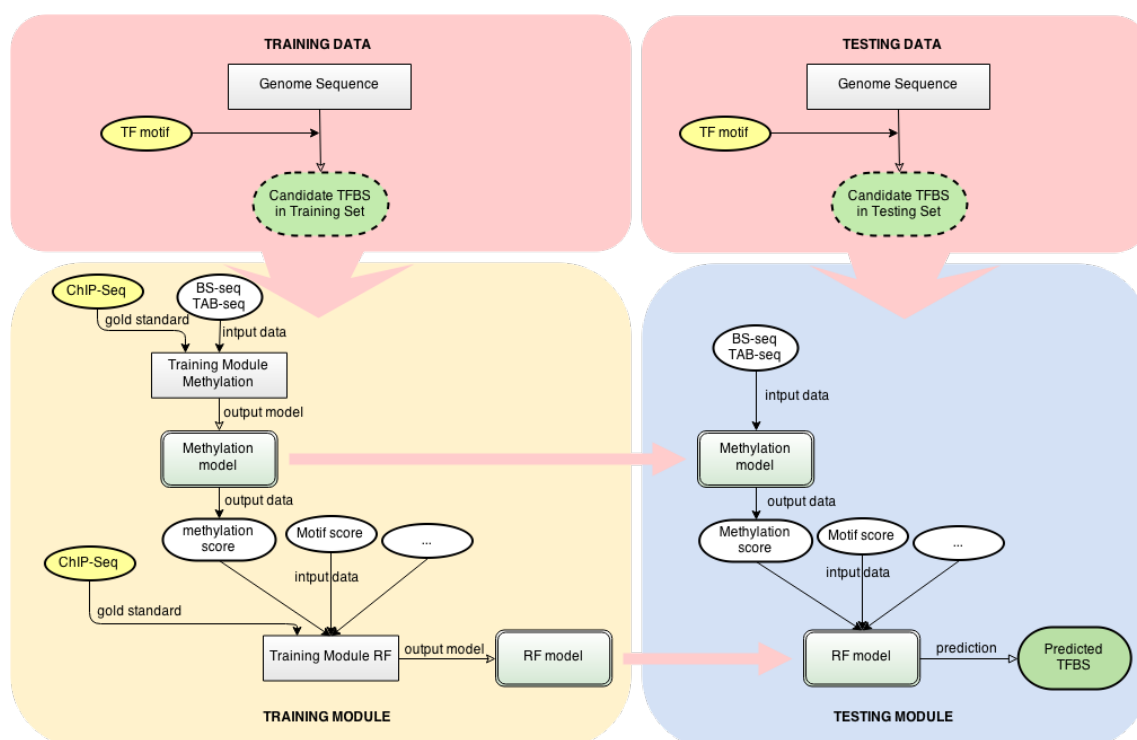 TRAINING DATA
Genome Sequence
TF motif
Candidate TFBS
in Training Set
TESTING DATA
Genome Sequence
TF motif
Candidate TFBS
in Testing Set
ChIP-Seq
BS-seq
TAB-seq
gold standard
intput data
Training Module
Methylation
output model
Methylation
model
output data
methylation
score
Motif score
...
ChIP-Seq
intput data
gold standard
Training Module RF
output model
RF model
TRAINING MODULE
BS-seq
TAB-seq
intput data
Methylation
model
output data
Methylation
score
Motif score
...
intput data
RF model
prediction
Predicted
TFBS
TESTING MODULE